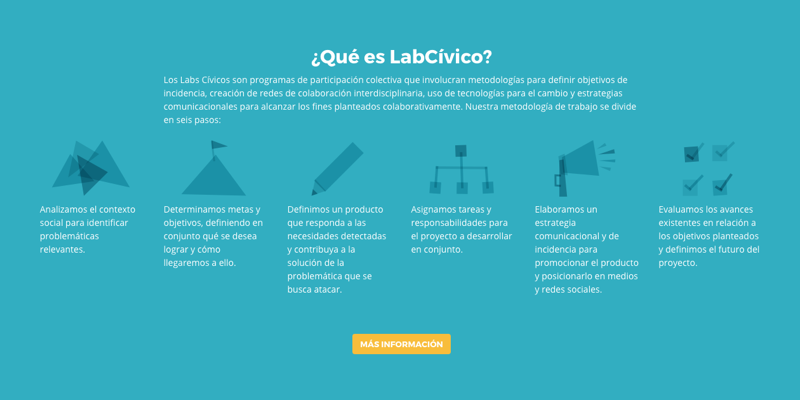 ¿Qué es LabCívico?
Los Labs Cívicos son programas de participación colectiva que involucran metodologías para definir objetivos de
incidencia, creación de redes de colaboración interdisciplinaria, uso de tecnologías para el cambio y estrategias
comunicacionales para alcanzar los fines planteados colaborativamente. Nuestra metodología de trabajo se divide
en seis pasos:
Analizamos el contexto
social para identificar
problemáticas
relevantes.
Determinamos metas y
objetivos, definiendo en
conjunto qué se desea
lograr y cómo
llegaremos a ello.
Definimos un producto
que responda a las
necesidades detectadas
y contribuya a la
solución de la
problemática que se
busca atacar.
Asignamos tareas y
responsabilidades para
el proyecto a desarrollar
en conjunto.
Elaboramos un
estrategia
comunicacional y de
incidencia para
promocionar el producto
y posicionarlo en medios
y redes sociales.
Evaluamos los avances
existentes en relación a
los objetivos planteados
y definimos el futuro del
proyecto.
MÁS INFORMACIÓN